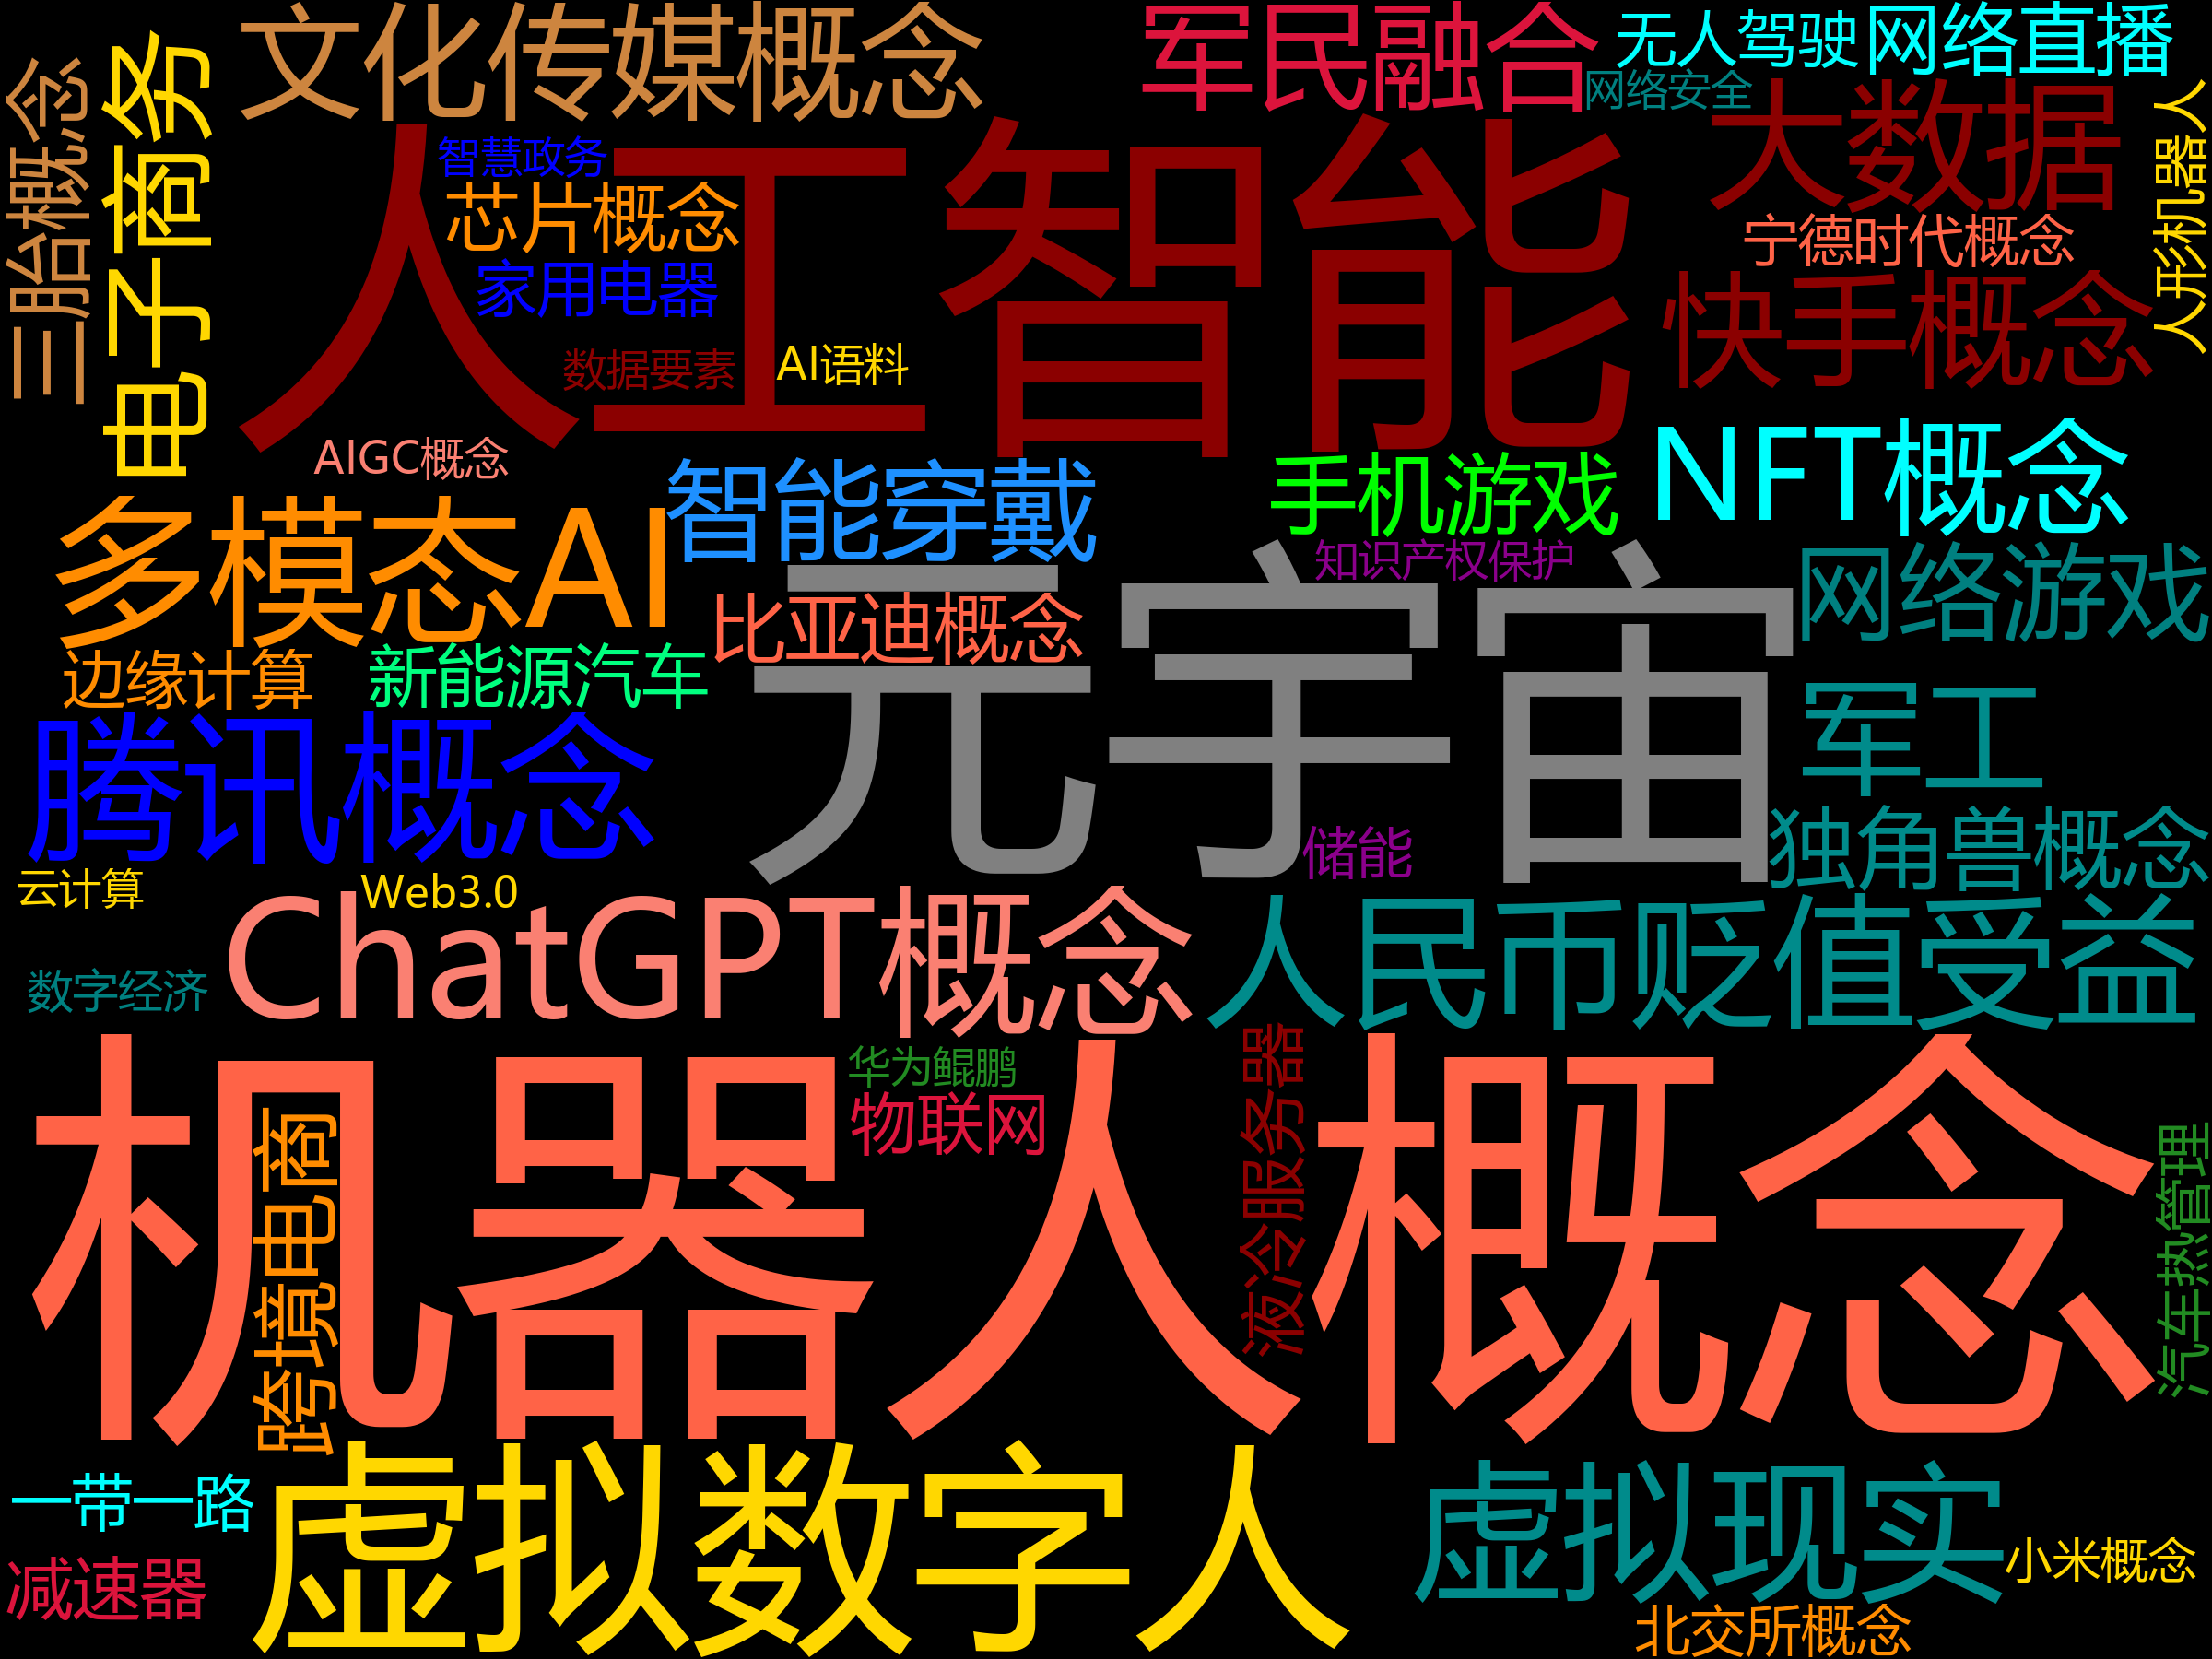 文化传媒概念
军民融合
无人驾驶
网络直播
三胎概念
电子商务
人工智能
智慧政务
芯片概念
家用电器
数据要素
AI语料
网络安全
大数据
宁德时代概念
快手概念
人形机器人
AIGC概念
多模态AI
智能穿戴
手机游戏
NFT概念
知识产权保护
网络游戏
元宇宙
比亚迪概念
边缘计算
新能源汽车
腾讯概念
军工
独角兽概念
储能
云计算
Web3.0
ChatGPT概念
人民币贬值受益
数字经济
机器人概念
华为鲲鹏
物联网
液冷服务器
跨境电商
汽车热管理
一带一路
虚拟数字人
虚拟现实
小米概念
减速器
北交所概念